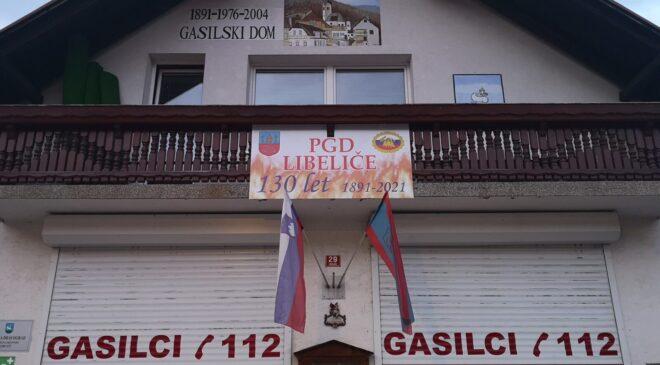 1891-1976-2004
GASILSKI DOM
PGD
LIBELIČE
130 let 1891-2021
29
GASILCI 112
GASILCI 112